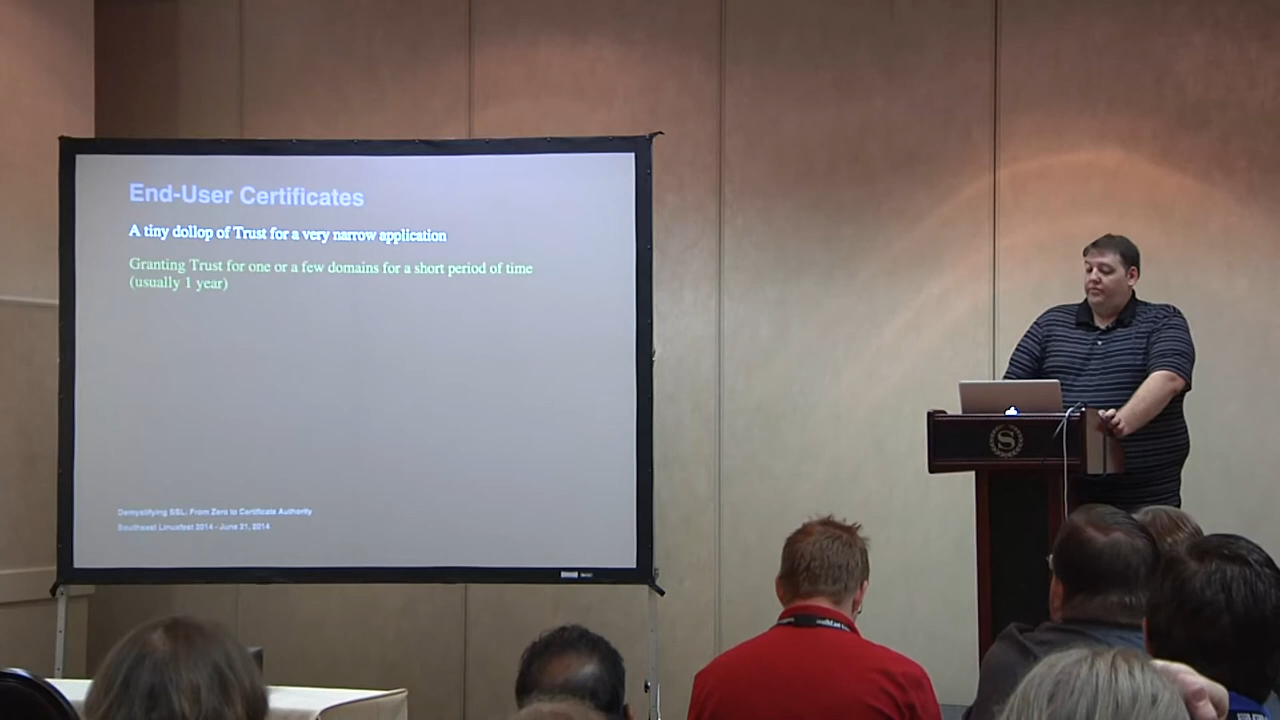 End-User Certificates
A tiny dollop of Trust for a very narrow application
Granting Trust for one or a few domains for a short period of time
(usually 1 year)
Demystifying SSL: From Zero to Certificate Authority
Southeast Linuxfest 2014 - June 21, 2014
S